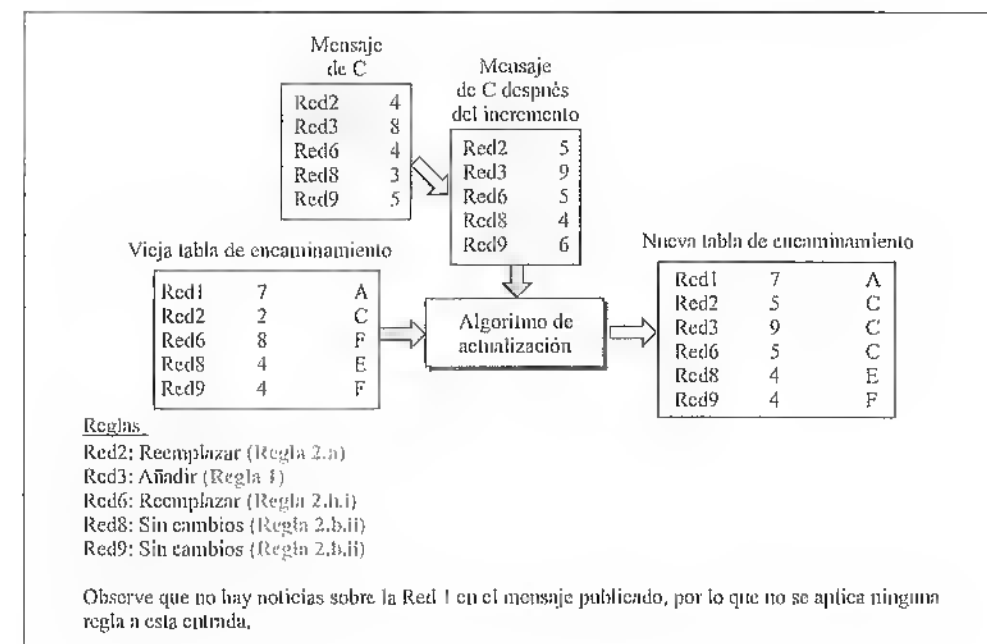 Mensaje
de C
Red2 4
Red3 8
Red6 4
Red8 3
Red9 5
Mensaje
de C después
del incremento
Red2 5
Red3 9
Red6 5
Red8 4
Red9 6
Vieja tabla de encaminamiento
Red1 7 A
Red2 2 C
Red6 8 F
Red8 4 E
Red9 4 F
Algoritmo de
actualización
Nueva tabla de encaminamiento
Red1 7 A
Red2 5 C
Red3 9 C
Red6 5 C
Red8 4 E
Red9 4 F
Reglas
Red2: Reemplazar (Regla 2.a)
Red3: Añadir (Regla 1)
Red6: Reemplazar (Regla 2.b.i)
Red8: Sin cambios (Regla 2.b.ii)
Red9: Sin cambios (Regla 2.b.ii)
Observe que no hay noticias sobre la Red 1 en el mensaje publicado, por lo que no se aplica ninguna
regla a esta entrada.